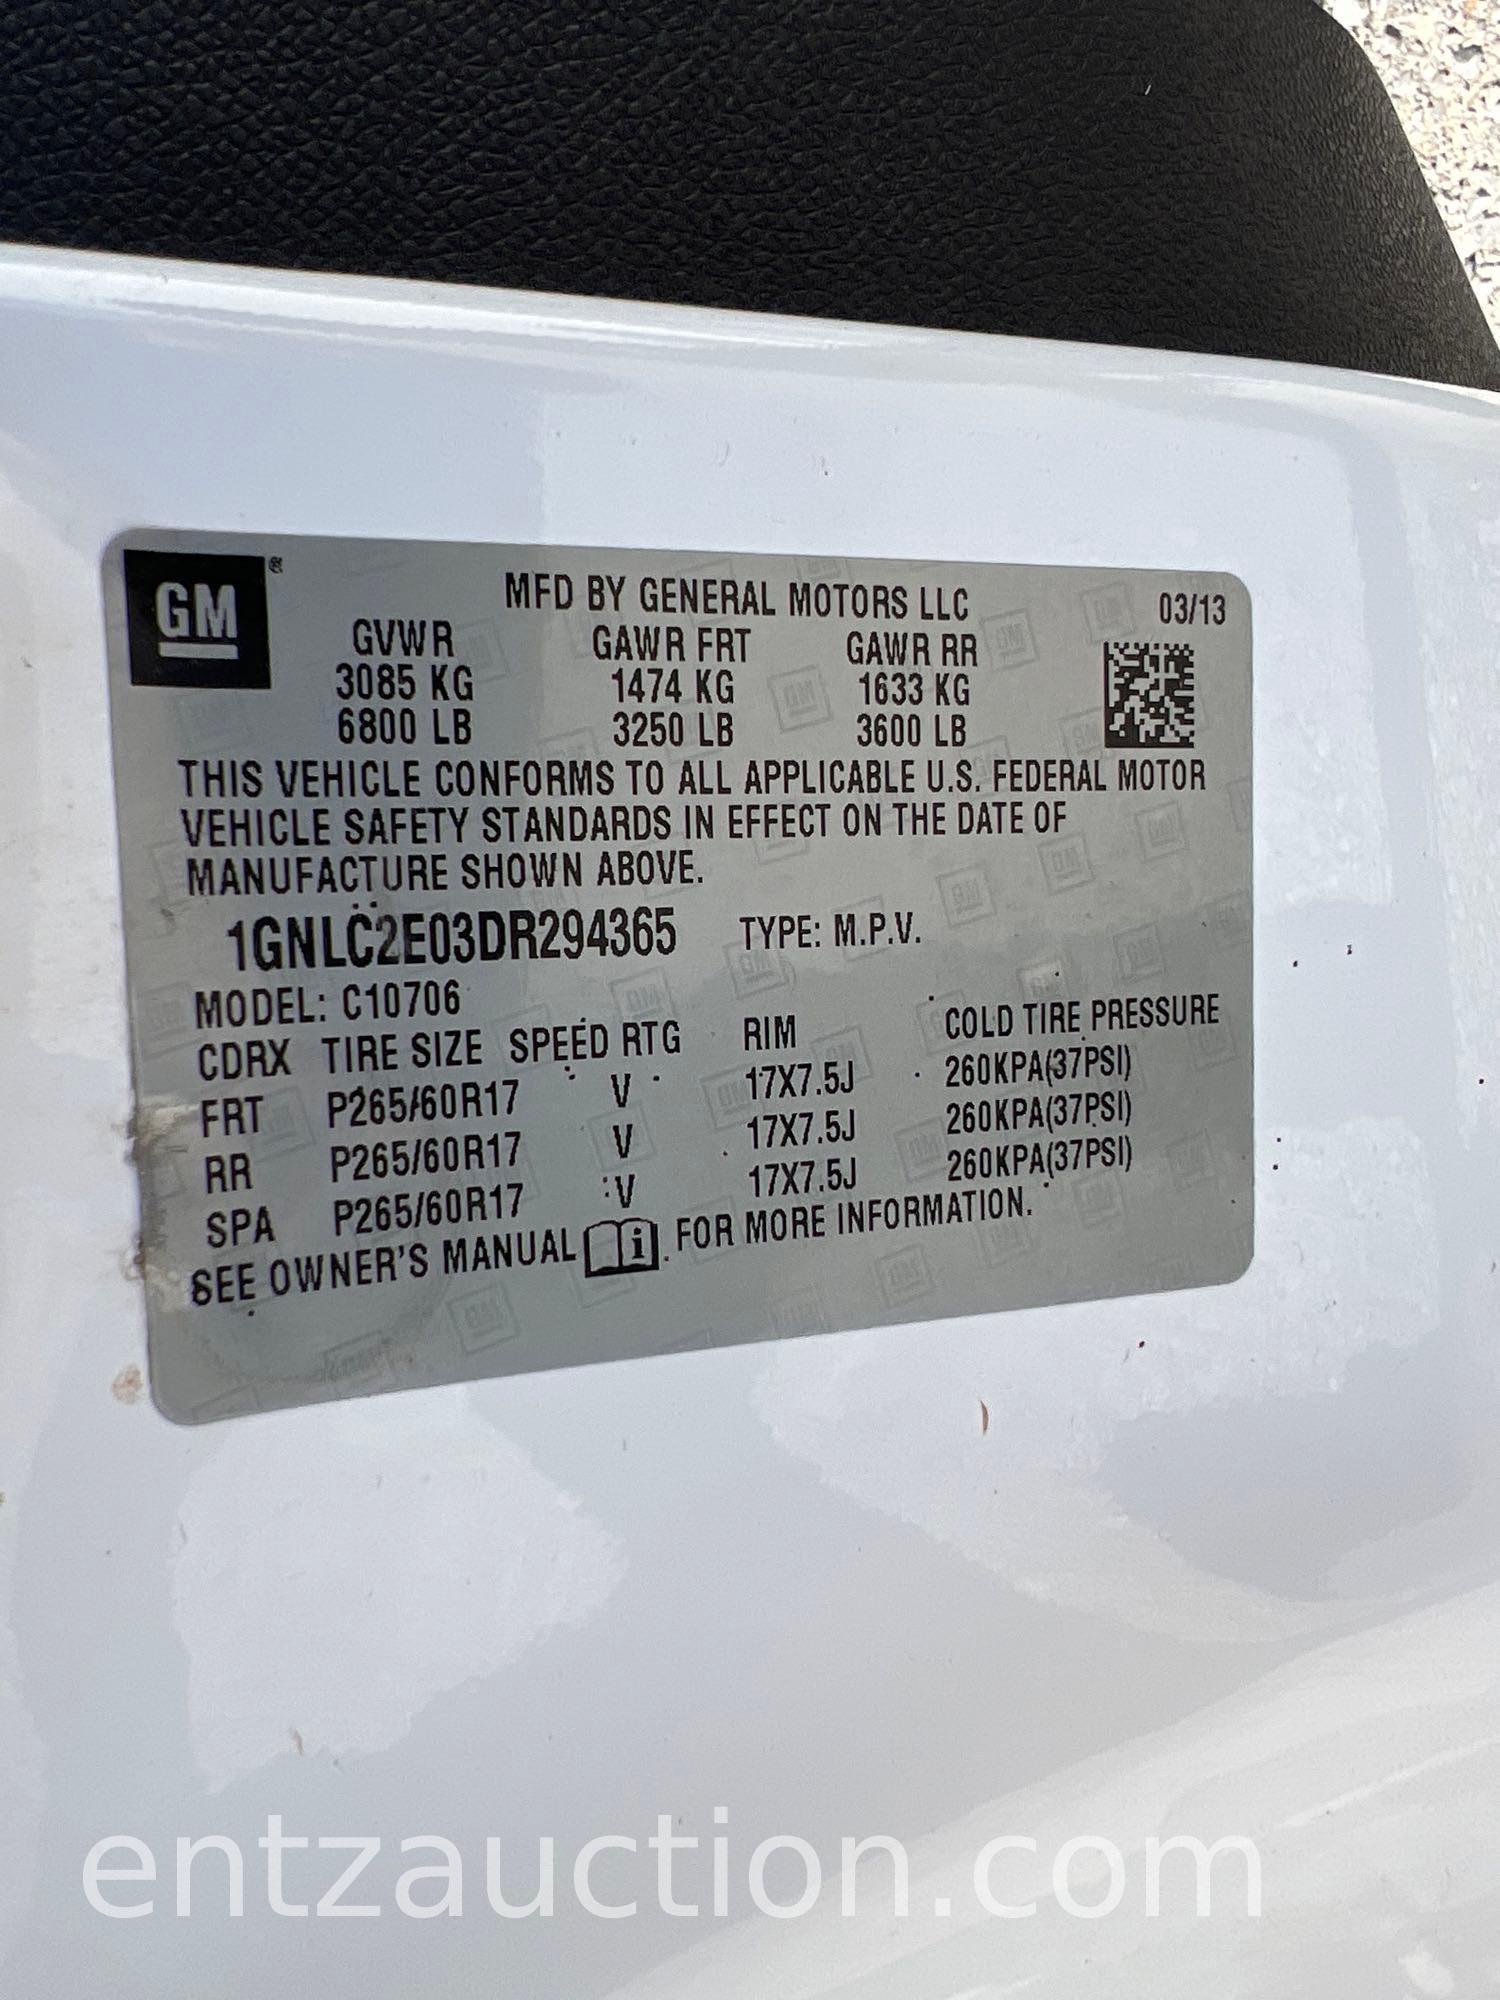 GM®
MFD BY GENERAL MOTORS LLC 03/13
GVWR GAWR FRT GAWR RR
3085 KG 1474 KG 1633 KG
6800 LB 3250 LB 3600 LB
THIS VEHICLE CONFORMS TO ALL APPLICABLE U.S. FEDERAL MOTOR
VEHICLE SAFETY STANDARDS IN EFFECT ON THE DATE OF
MANUFACTURE SHOWN ABOVE.
1GNLC2E03DR294365 TYPE: M.P.V.
MODEL: C10706
CDRX TIRE SIZE SPEED RTG RIM COLD TIRE PRESSURE
FRT P265/60R17 V 17X7.5J 260KPA(37PSI)
RR P265/60R17 V 17X7.5J 260KPA(37PSI)
SPA P265/60R17 V 17X7.5J 260KPA(37PSI)
SEE OWNER'S MANUAL i. FOR MORE INFORMATION.
entzauction.com